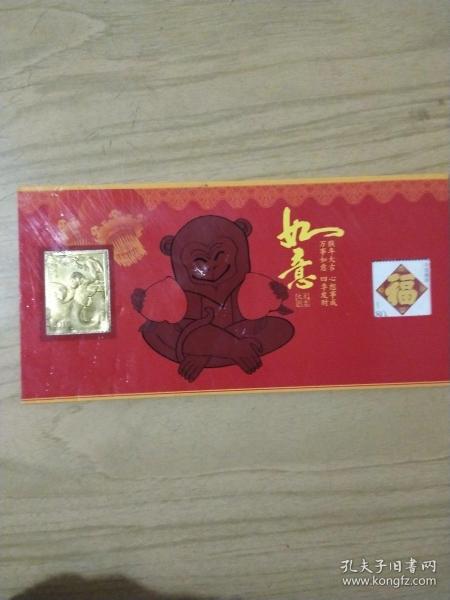 如意
猴年大吉 心想事成
万事如意 四季发财
福
80
孔夫子旧书网
www.kongfz.com